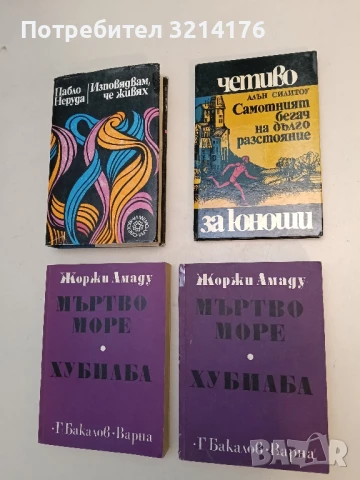 Потребител 3214176
Пабло
Неруда
Изповядвам,
че живях
четиво
АЛЪН СИЛИТОУ
Самотният
бегач
на дълго
разстояние
за юноши
Жоржи Амаду
МЪРТВО
МОРЕ
ХУБИАБА
·Г. Бакалов·Варна
Жоржи Амаду
МЪРТВО
МОРЕ
ХУБИАБА
·Г. Бакалов·Варна
BAZAR